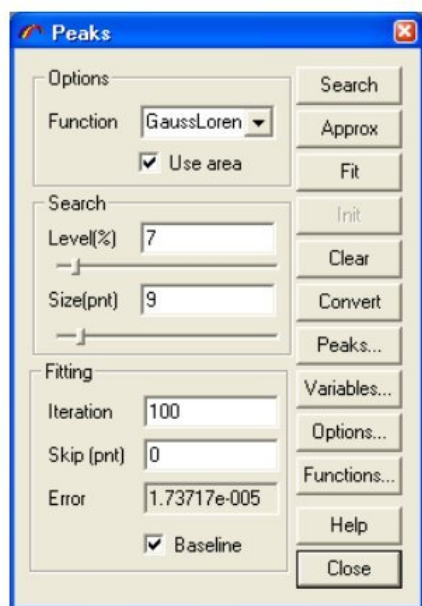 Peaks
Options
Function GaussLoren
Use area
Search
Level(%) 7
Size(pnt) 9
Fitting
Iteration 100
Skip (pnt) 0
Error 1.73717e-005
Baseline
Search
Approx
Fit
Init
Clear
Convert
Peaks...
Variables...
Options...
Functions...
Help
Close